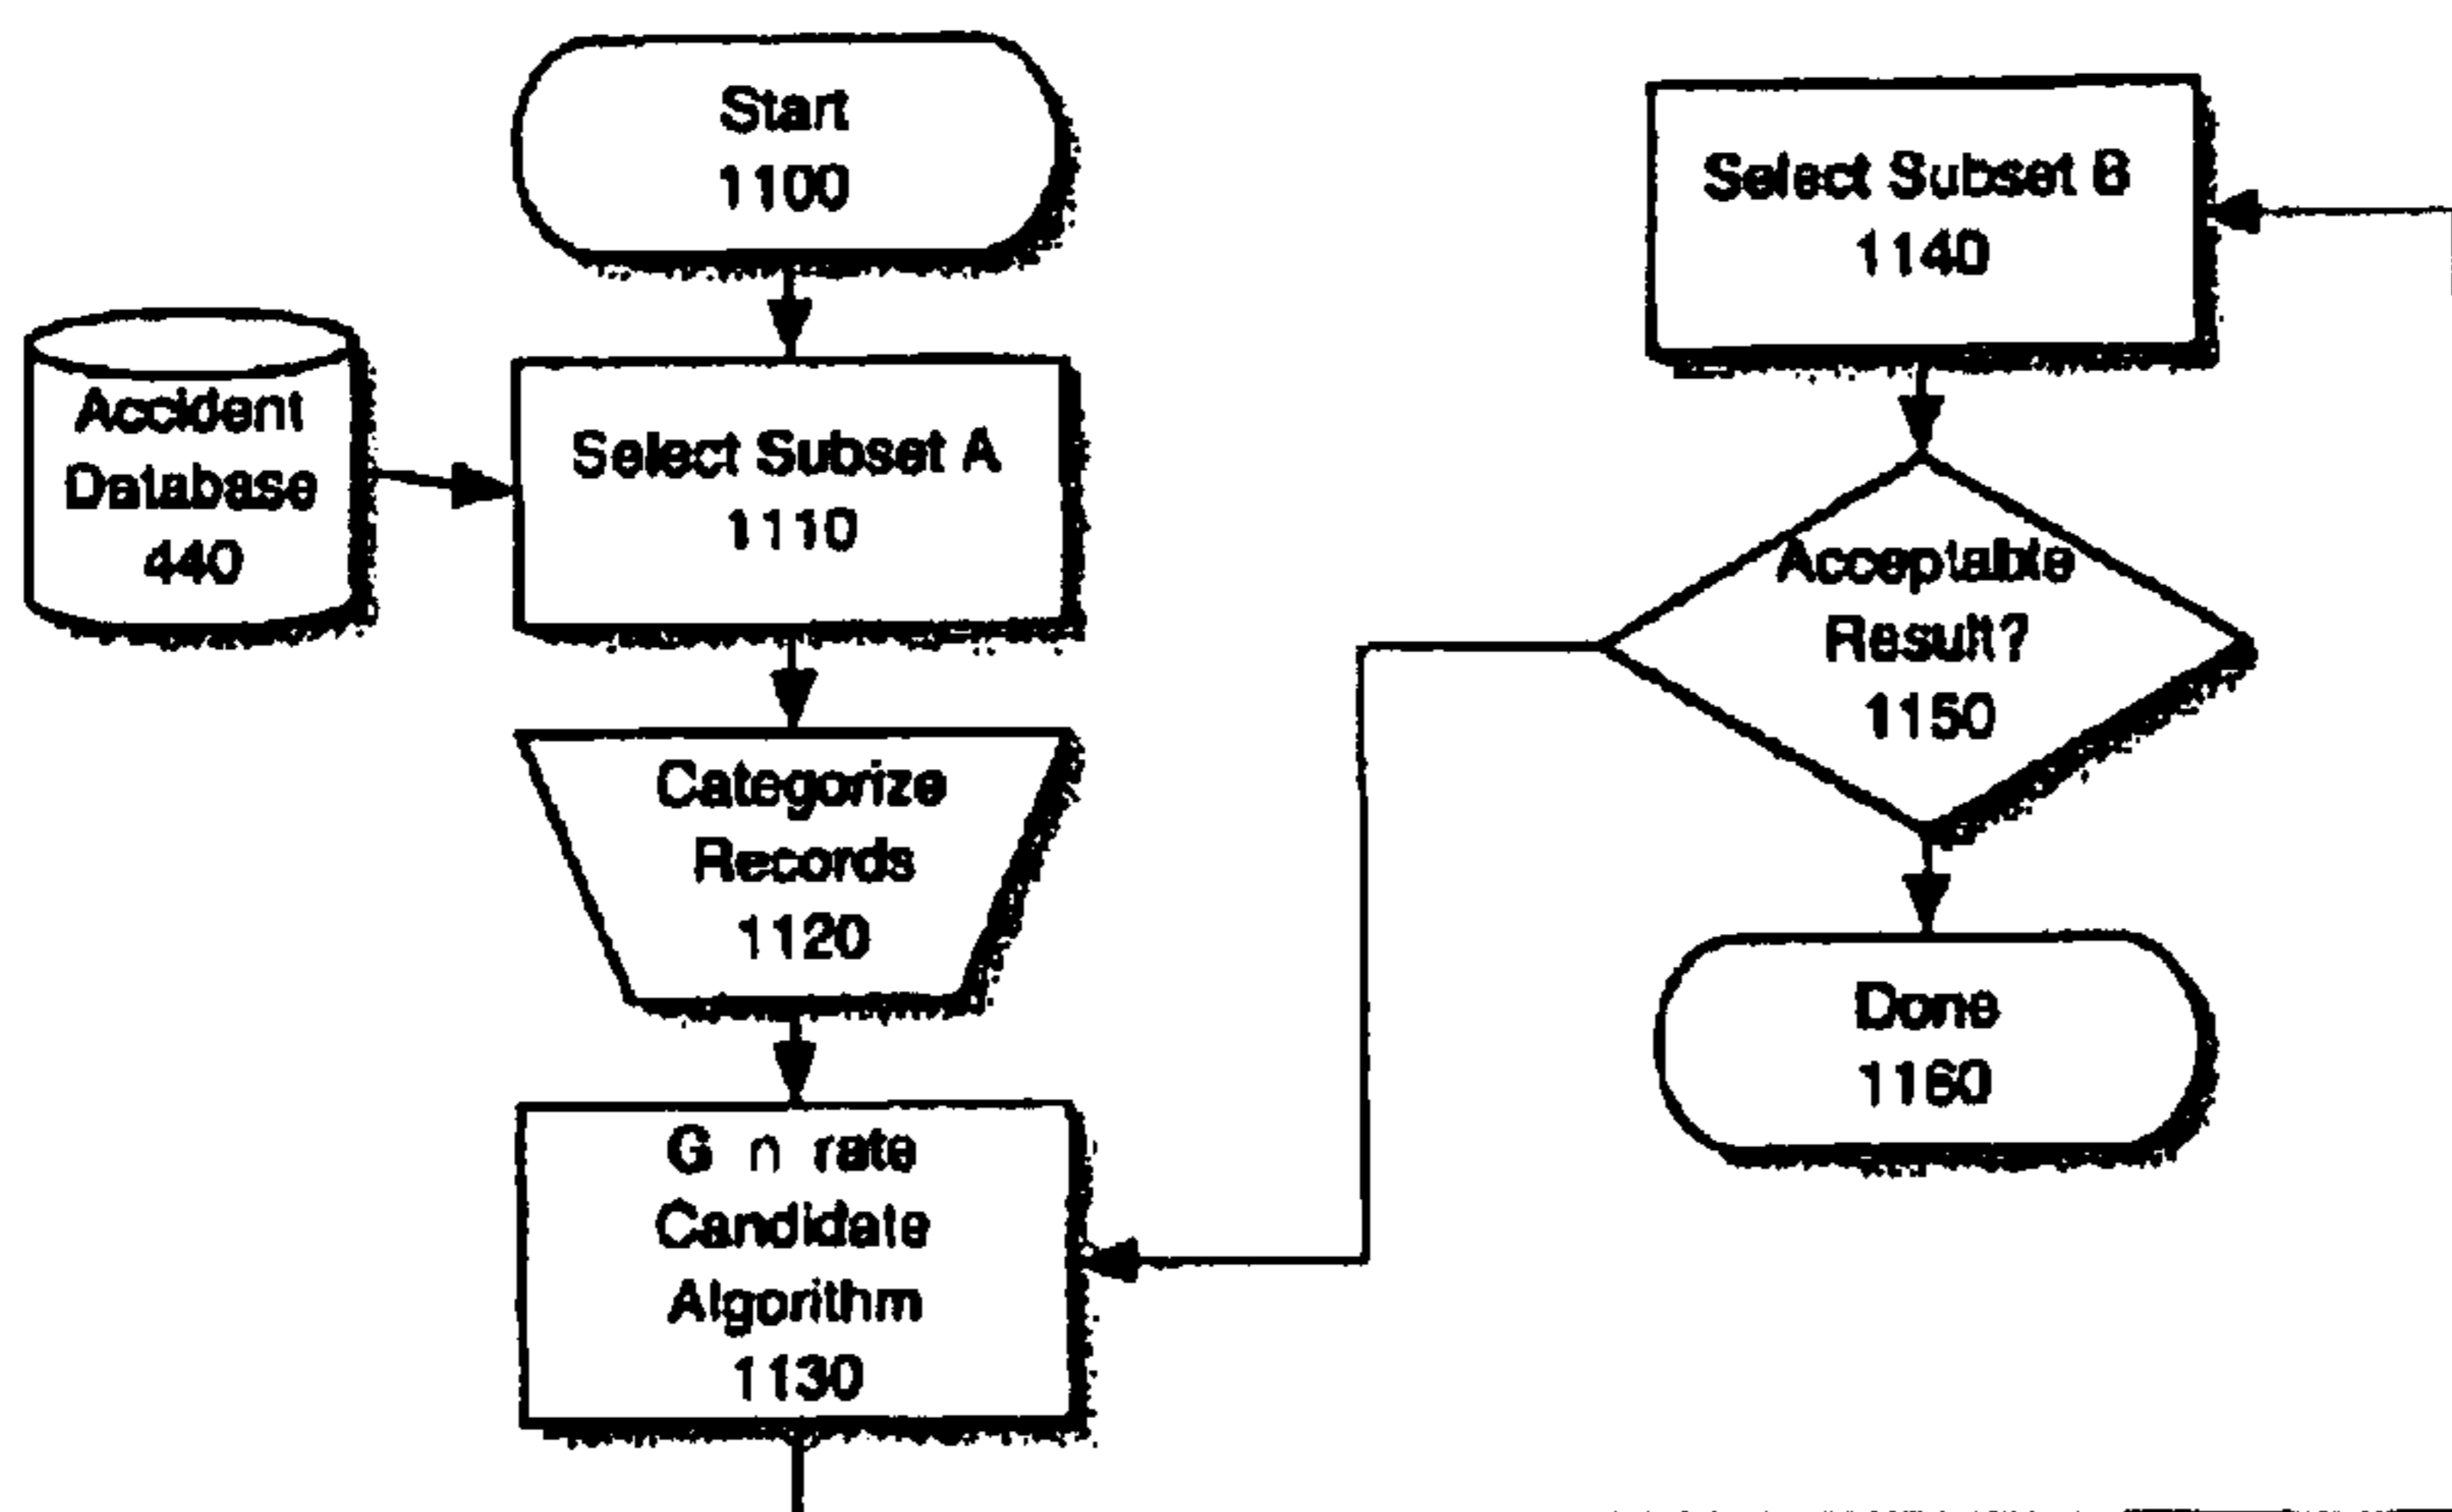 Start
1100
Accident
Database
440
Select Subset A
1110
Categorize
Records
1120
G n rate
Candidate
Algorithm
1130
Select Subset B
1140
Acceptable
Result?
1150
Done
1160